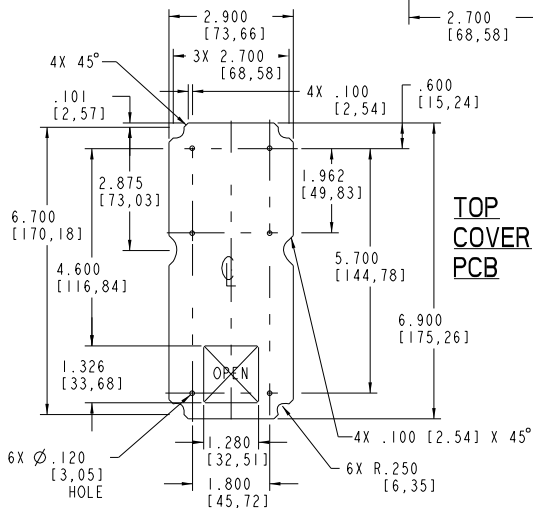 2.900
[73,66]
2.700
[68,58]
3X 2.700
[68,58]
4X 45°
4X .100
[2,54]
.600
[15,24]
.101
[2,57]
2.875
[73,03]
1.962
[49,83]
6.700
[170,18]
4.600
[116,84]
5.700
[144,78]
TOP
COVER
PCB
CL
6.900
[175,26]
1.326
[33,68]
OPEN
4X .100 [2.54] X 45°
6X Ø.120
[3,05]
HOLE
1.280
[32,51]
6X R.250
[6,35]
1.800
[45,72]